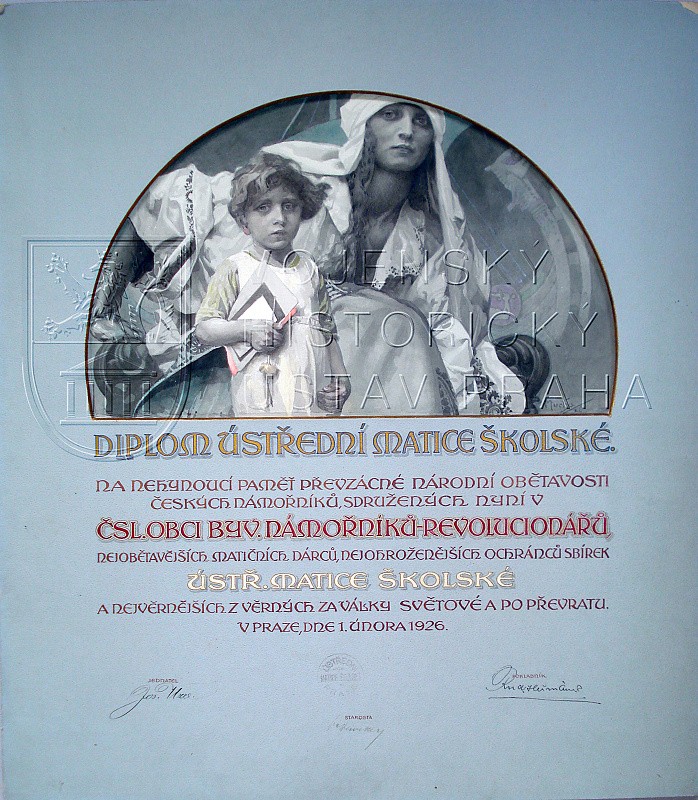 VOJENSKÝ
HISTORICKÝ
ÚSTAV PRAHA
DIPLOM ÚSTŘEDNÍ MATICE ŠKOLSKÉ.
NA NEHYNOUCÍ PAMĚŤ PŘEVZÁCNÉ NÁRODNÍ OBĚTAVOSTI
ČESKÝCH NÁMOŘNÍKŮ, SDRUŽENÝCH NYNÍ V
ČSL. OBCI BYV. NÁMOŘNÍKŮ-REVOLUCIONÁŘŮ,
NEJOBĚTAVĚJŠÍCH MATIČNÍCH DÁRCŮ, NEJOHROŽENĚJŠÍCH OCHRÁNCŮ SBÍREK
ÚSTŘ. MATICE ŠKOLSKÉ
A NEJVĚRNĚJŠÍCH Z VĚRNÝCH ZA VÁLKY SVĚTOVÉ A PO PŘEVRATU.
V PRAZE, DNE 1. ÚNORA 1926.
JEDNATEL
POKLADNÍK
STAROSTA